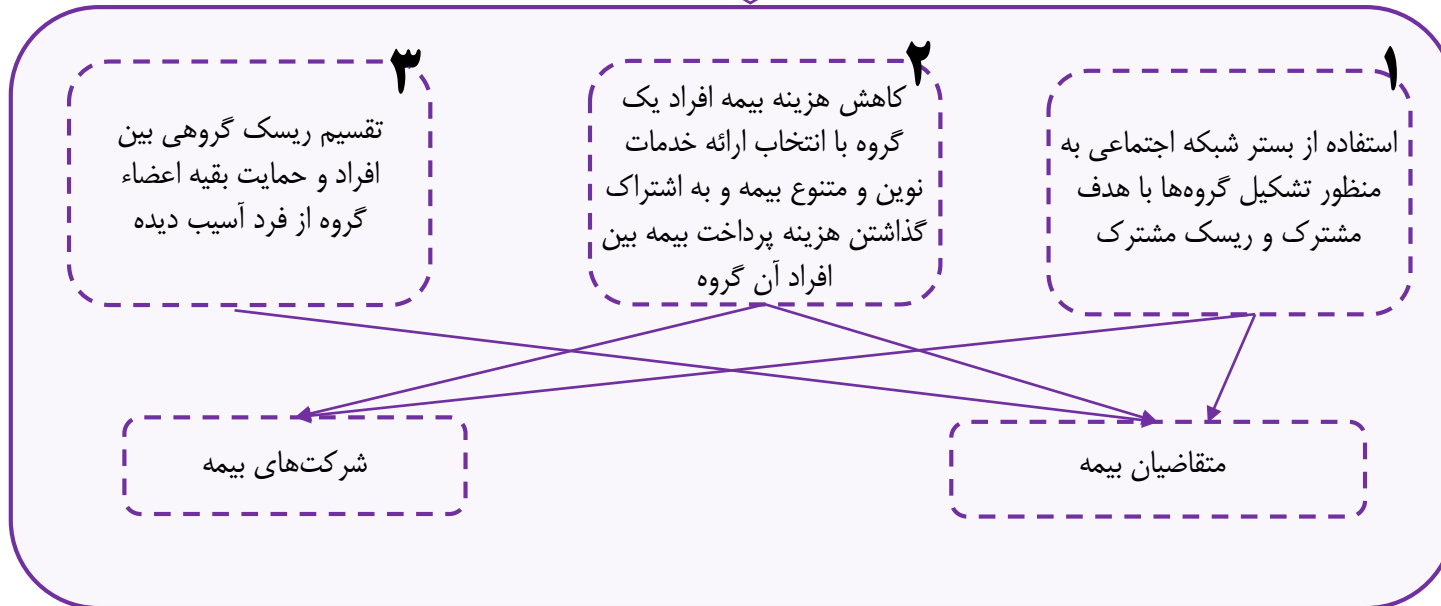 ۱
استفاده از بستر شبکه اجتماعی به
منظور تشکیل گروه‌ها با هدف
مشترک و ریسک مشترک
۲
کاهش هزینه بیمه افراد یک
گروه با انتخاب ارائه خدمات
نوین و متنوع بیمه و به اشتراک
گذاشتن هزینه پرداخت بیمه بین
افراد آن گروه
۳
تقسیم ریسک گروهی بین
افراد و حمایت بقیه اعضاء
گروه از فرد آسیب دیده
متقاضیان بیمه
شرکت‌های بیمه